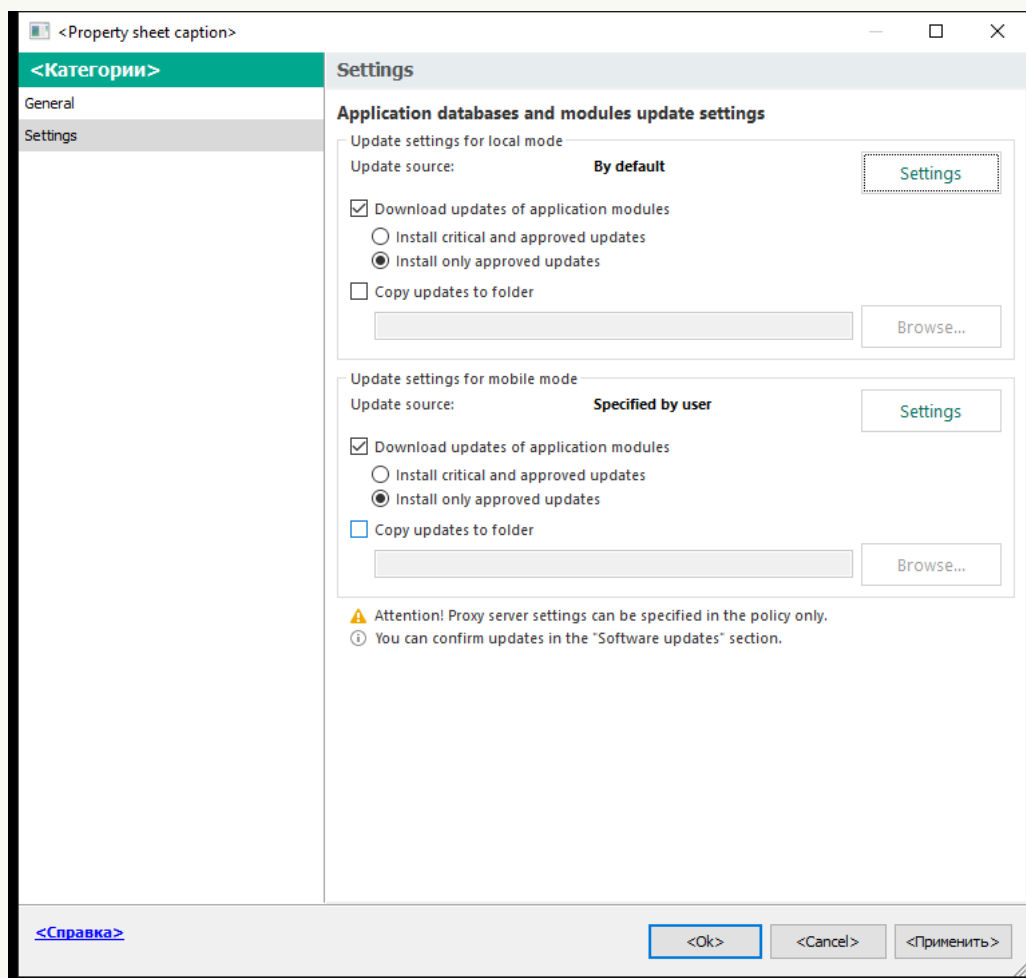 <Property sheet caption>
<Категории>
General
Settings
Settings
Application databases and modules update settings
Update settings for local mode
Update source: By default Settings
Download updates of application modules
Install critical and approved updates
Install only approved updates
Copy updates to folder
Browse...
Update settings for mobile mode
Update source: Specified by user Settings
Download updates of application modules
Install critical and approved updates
Install only approved updates
Copy updates to folder
Browse...
Attention! Proxy server settings can be specified in the policy only.
You can confirm updates in the "Software updates" section.
<Справка> <Ok> <Cancel> <Применить>